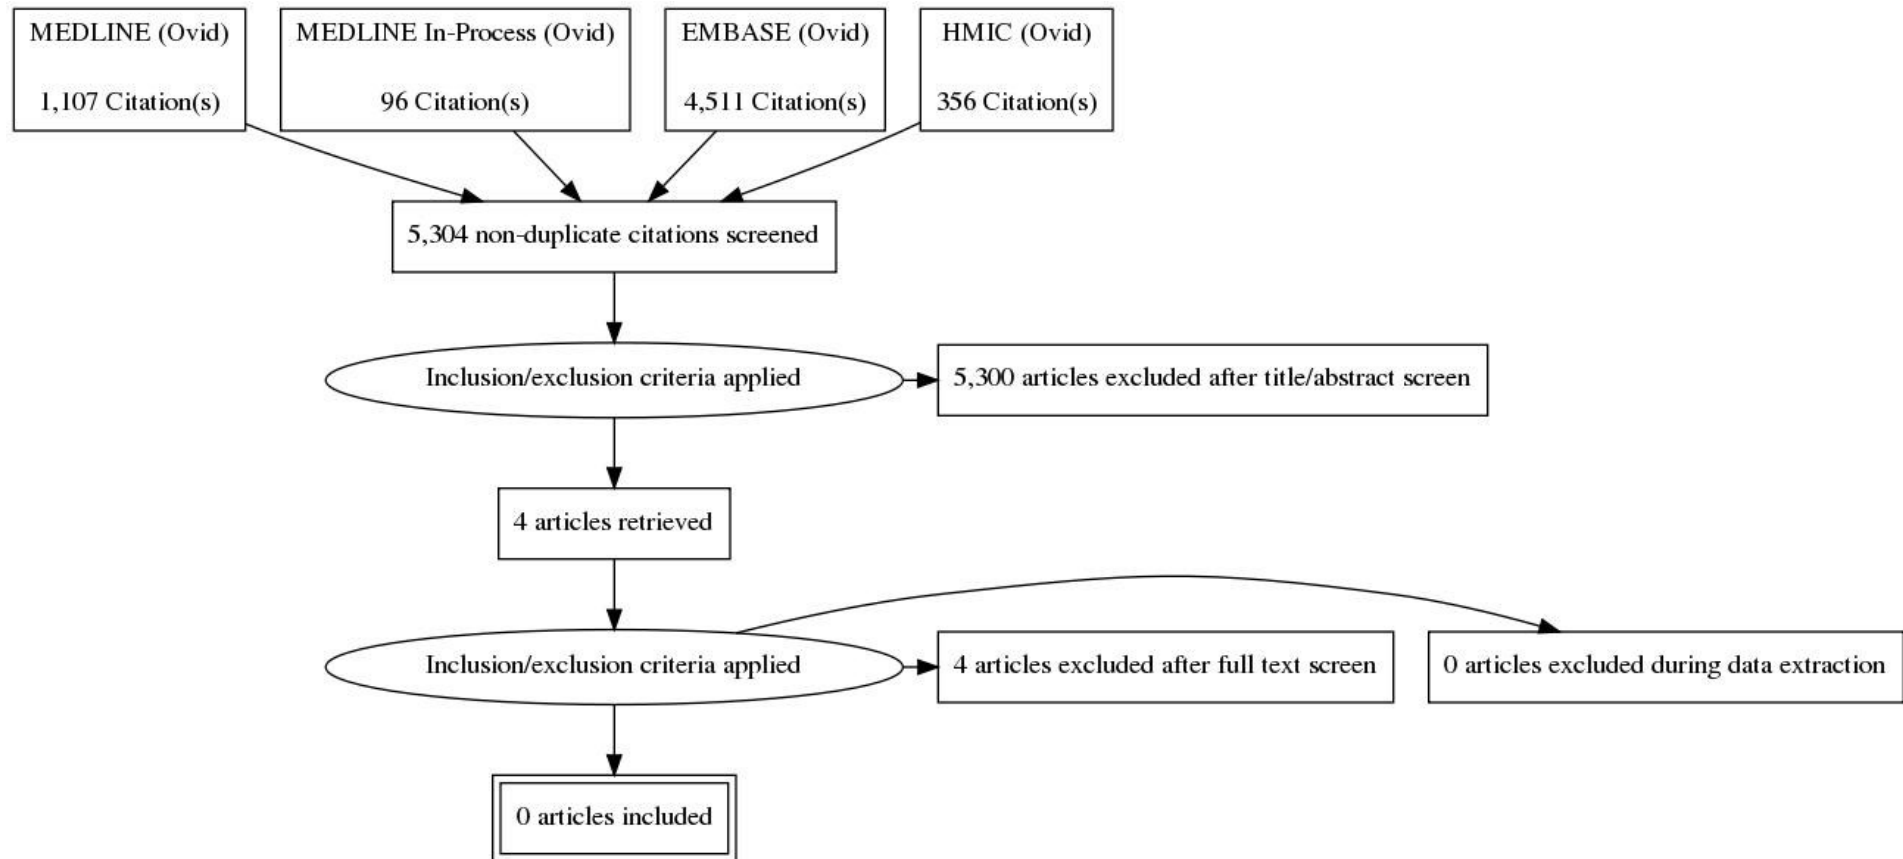 MEDLINE (Ovid)
1,107 Citation(s)
MEDLINE In-Process (Ovid)
96 Citation(s)
EMBASE (Ovid)
4,511 Citation(s)
HMIC (Ovid)
356 Citation(s)
5,304 non-duplicate citations screened
Inclusion/exclusion criteria applied
5,300 articles excluded after title/abstract screen
4 articles retrieved
Inclusion/exclusion criteria applied
4 articles excluded after full text screen
0 articles excluded during data extraction
0 articles included